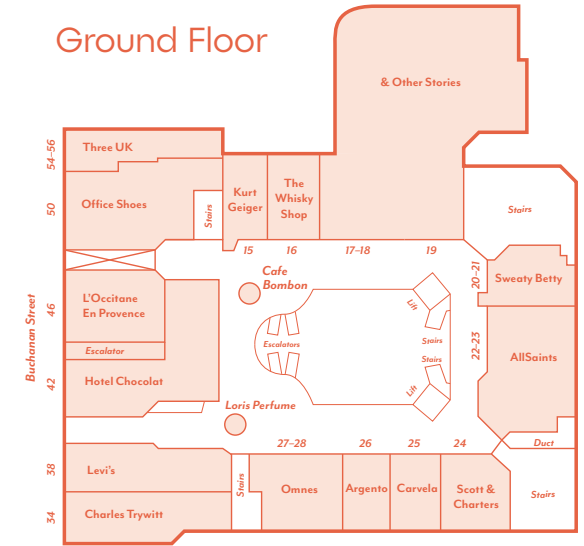 Ground Floor
& Other Stories
54–56
Three UK
50
Office Shoes
Stairs
Kurt
Geiger
The
Whisky
Shop
Stairs
15
16
17–18
19
20–21
Sweaty Betty
Cafe
Bombon
Buchanan Street
46
L'Occitane
En Provence
Lift
Escalators
Stairs
Stairs
22–23
AllSaints
Escalator
42
Hotel Chocolat
Lift
Loris Perfume
27–28
26
25
24
Duct
38
Levi's
Stairs
Omnes
Argento
Carvela
Scott &
Charters
Stairs
34
Charles Trywitt